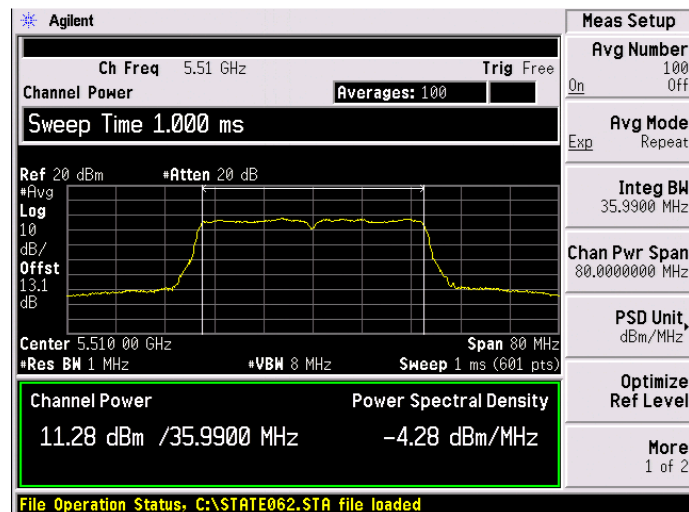 Agilent
Meas Setup
Ch Freq 5.51 GHz Trig Free
Channel Power Averages: 100
Sweep Time 1.000 ms
Ref 20 dBm #Atten 20 dB
#Avg
Log
10
dB/
Offst
13.1
dB
Center 5.510 00 GHz Span 80 MHz
#Res BW 1 MHz #VBW 8 MHz Sweep 1 ms (601 pts)
Channel Power Power Spectral Density
11.28 dBm /35.9900 MHz -4.28 dBm/MHz
File Operation Status, C:\STATE062.STA file loaded
Avg Number
100
On Off
Avg Mode
Exp Repeat
Integ BW
35.9900 MHz
Chan Pwr Span
80.0000000 MHz
PSD Unit
dBm/MHz
Optimize
Ref Level
More
1 of 2